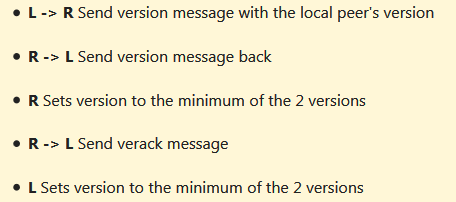 • L -> R Send version message with the local peer's version
• R -> L Send version message back
• R Sets version to the minimum of the 2 versions
• R -> L Send verack message
• L Sets version to the minimum of the 2 versions